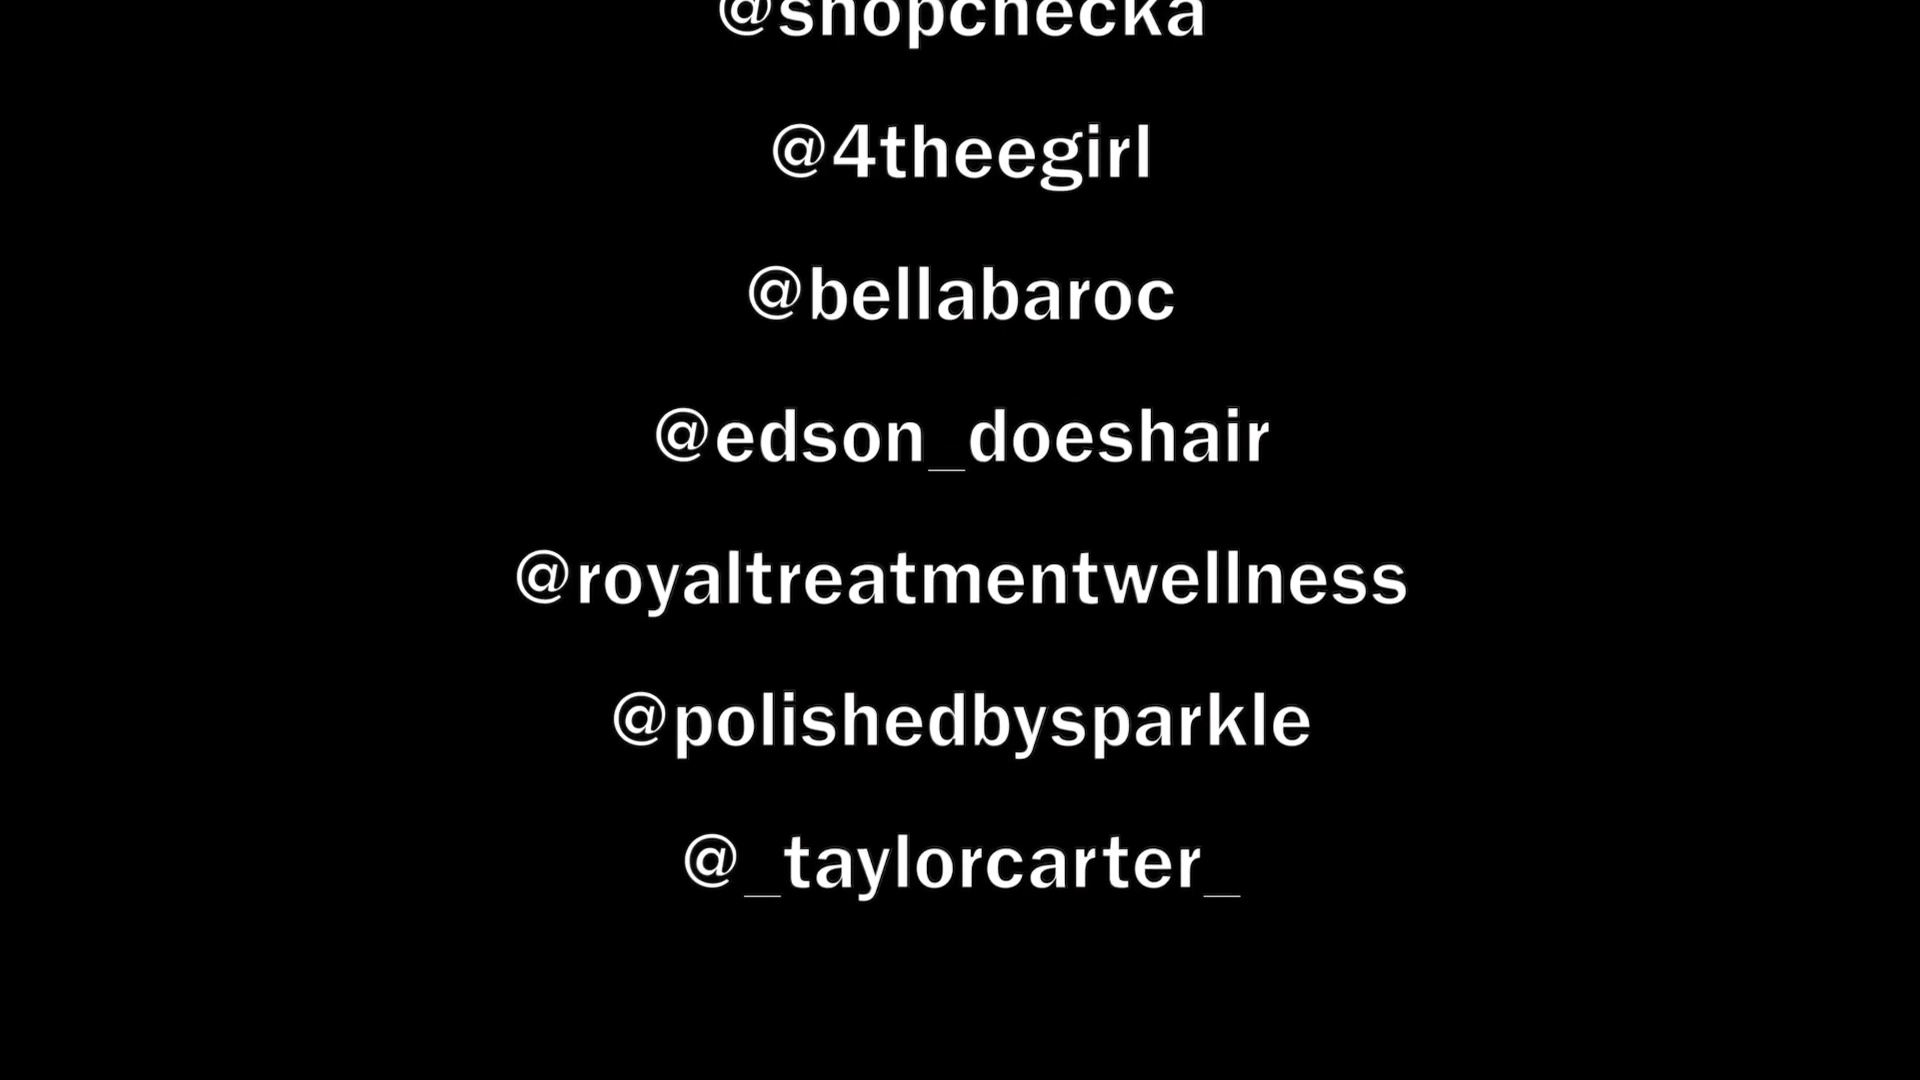 @shopchecka
@4theegirl
@bellabaroc
@edson_doeshair
@royaltreatmentwellness
@polishedbysparkle
@_taylorcarter_